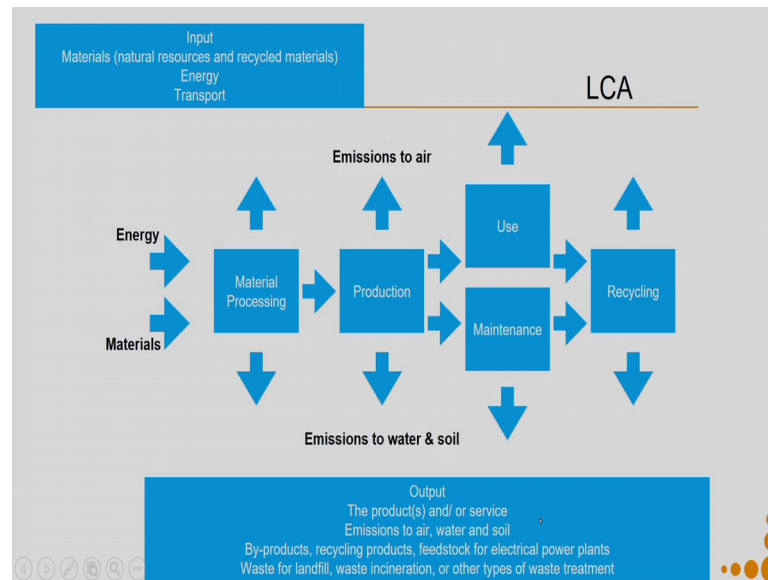 Input
Materials (natural resources and recycled materials)
Energy
Transport
LCA
Emissions to air
Energy
Materials
Material
Processing
Production
Use
Maintenance
Recycling
Emissions to water & soil
Output
The product(s) and/ or service
Emissions to air, water and soil
By-products, recycling products, feedstock for electrical power plants
Waste for landfill, waste incineration, or other types of waste treatment